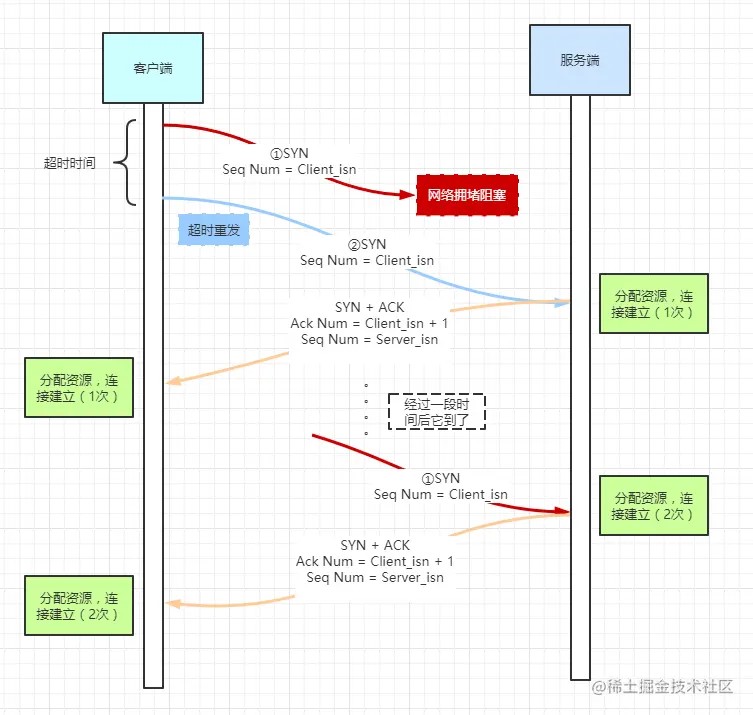 客户端
服务端
超时时间
①SYN
Seq Num = Client_isn
网络拥堵阻塞
超时重发
②SYN
Seq Num = Client_isn
分配资源，连
接建立（1次）
SYN + ACK
Ack Num = Client_isn + 1
Seq Num = Server_isn
分配资源，连
接建立（1次）
经过一段时
间后它到了
①SYN
Seq Num = Client_isn
分配资源，连
接建立（2次）
SYN + ACK
Ack Num = Client_isn + 1
Seq Num = Server_isn
分配资源，连
接建立（2次）
@稀土掘金技术社区